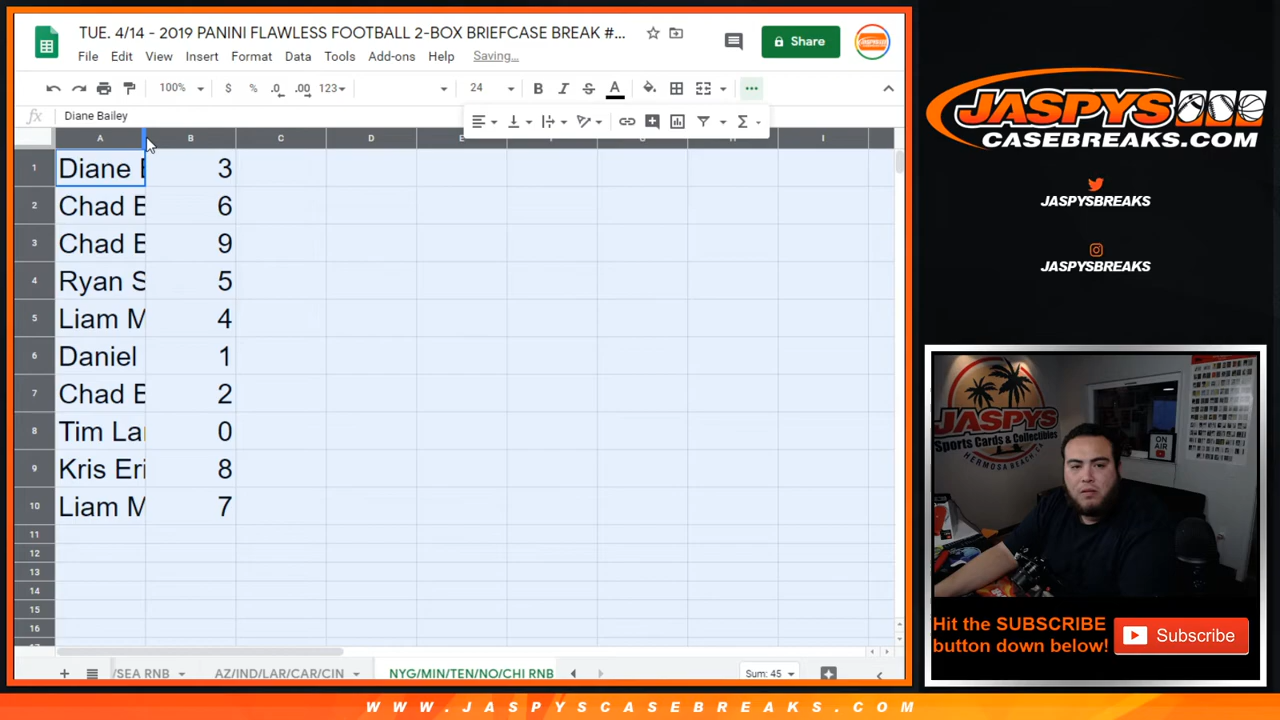 TUE. 4/14 - 2019 PANINI FLAWLESS FOOTBALL 2-BOX BRIEFCASE BREAK #...
File Edit View Insert Format Data Tools Add-ons Help Saving...
Share
100% $ % .0 .00 123 24 B I S A
fx Diane Bailey
A B C D I
1 Diane 3
2 Chad 6
3 Chad 9
4 Ryan S 5
5 Liam M 4
6 Daniel 1
7 Chad 2
8 Tim La 0
9 Kris Eri 8
10 Liam M 7
11
12
13
14
15
16
/SEA RNB AZ/IND/LAR/CAR/CIN NYG/MIN/TEN/NO/CHI RNB Sum: 45
JASPYS
CASEBREAKS.COM
JASPYSBREAKS
JASPYSBREAKS
JASPYS
Sports Cards & Collectibles
HERMOSA BEACH, CA
ON AIR
Hit the SUBSCRIBE
button down below!
Subscribe
WWW.JASPYSCASEBREAKS.COM